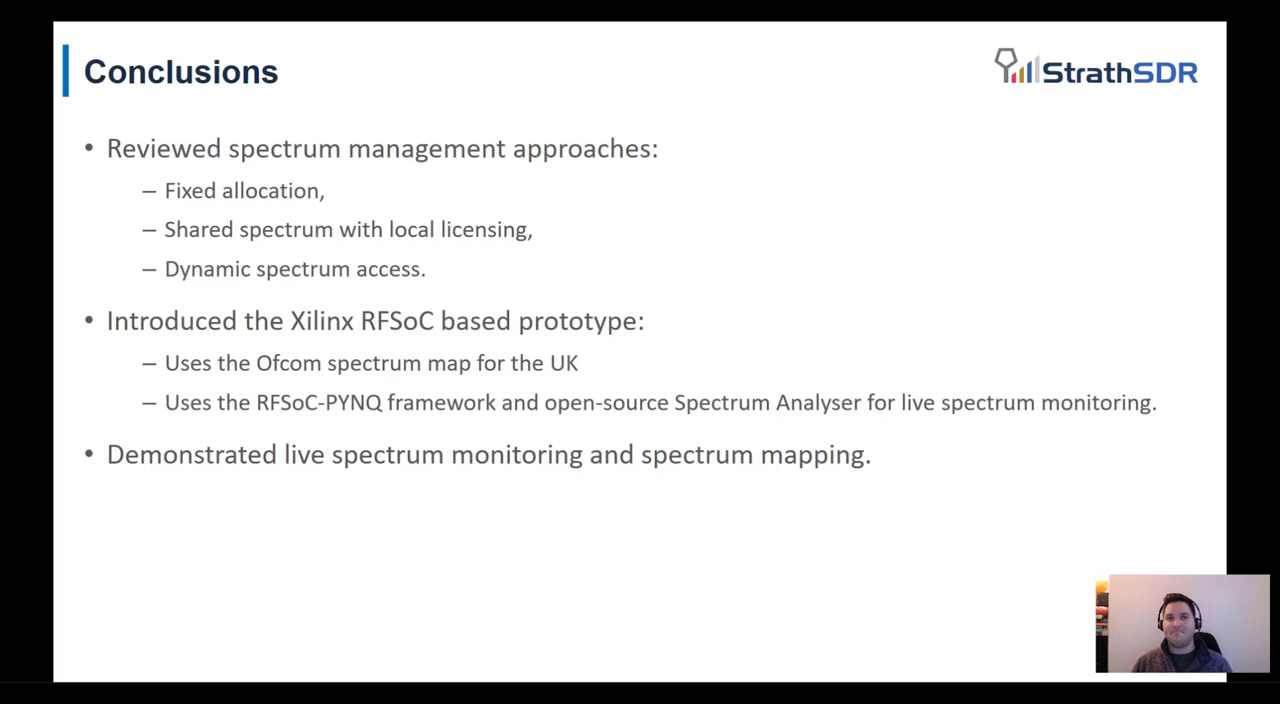 Conclusions
StrathSDR
• Reviewed spectrum management approaches:
– Fixed allocation,
– Shared spectrum with local licensing,
– Dynamic spectrum access.
• Introduced the Xilinx RFSoC based prototype:
– Uses the Ofcom spectrum map for the UK
– Uses the RFSoC-PYNQ framework and open-source Spectrum Analyser for live spectrum monitoring.
• Demonstrated live spectrum monitoring and spectrum mapping.